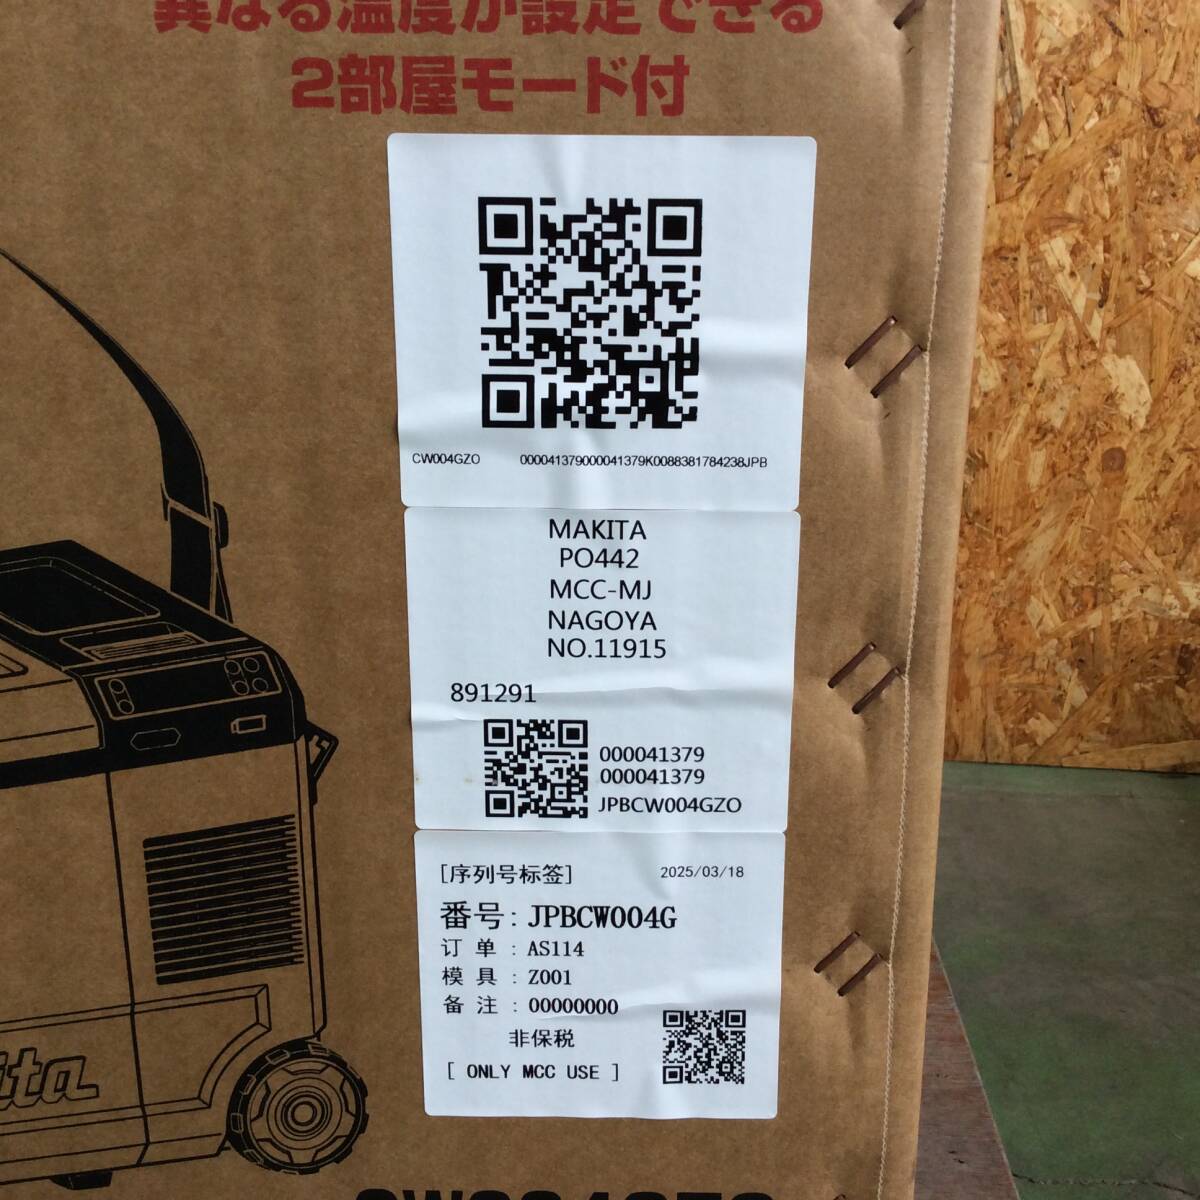 異なる温度が設定できる
2部屋モード付
CW004GZO 000041379000041379K0088381784238JPB
MAKITA
PO442
MCC-MJ
NAGOYA
NO.11915
891291
000041379
000041379
JPBCW004GZO
[序列号标签] 2025/03/18
番号: JPBCW004G
订 单 : AS114
模 具 : Z001
备 注 : 00000000
非保税
[ ONLY MCC USE ]